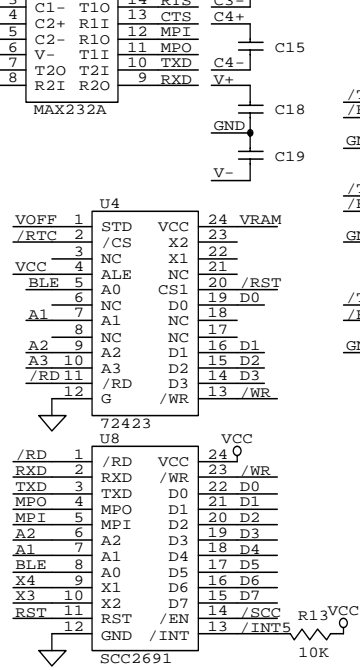 3 C1- T1O 14 RTS C3-
4 C2+ R1I 13 CTS C4+
5 C2- R1O 12 MPI
6 V- T1I 11 MPO C15
7 T2O T2I 10 TXD C4-
8 R2I R2O 9 RXD V+
MAX232A
C18
GND
C19
V-
U4
VOFF 1 STD VCC 24 VRAM
/RTC 2 /CS X2 23
3 NC X1 22
VCC 4 ALE NC 21
BLE 5 A0 CS1 20 /RST
6 NC D0 19 D0
A1 7 A1 NC 18
8 NC NC 17
A2 9 A2 D1 16 D1
A3 10 A3 D2 15 D2
/RD 11 /RD D3 14 D3
12 G /WR 13 /WR
72423
U8
VCC
/RD 1 /RD VCC 24
RXD 2 RXD /WR 23 /WR
TXD 3 TXD D0 22 D0
MPO 4 MPO D1 21 D1
MPI 5 MPI D2 20 D2
A2 6 A2 D3 19 D3
A1 7 A1 D4 18 D4
BLE 8 A0 D5 17 D5
X4 9 X1 D6 16 D6
X3 10 X2 D7 15 D7
RST 11 RST /EN 14 /SCC
12 GND /INT 13 /INT5
R13 VCC
10K
SCC2691